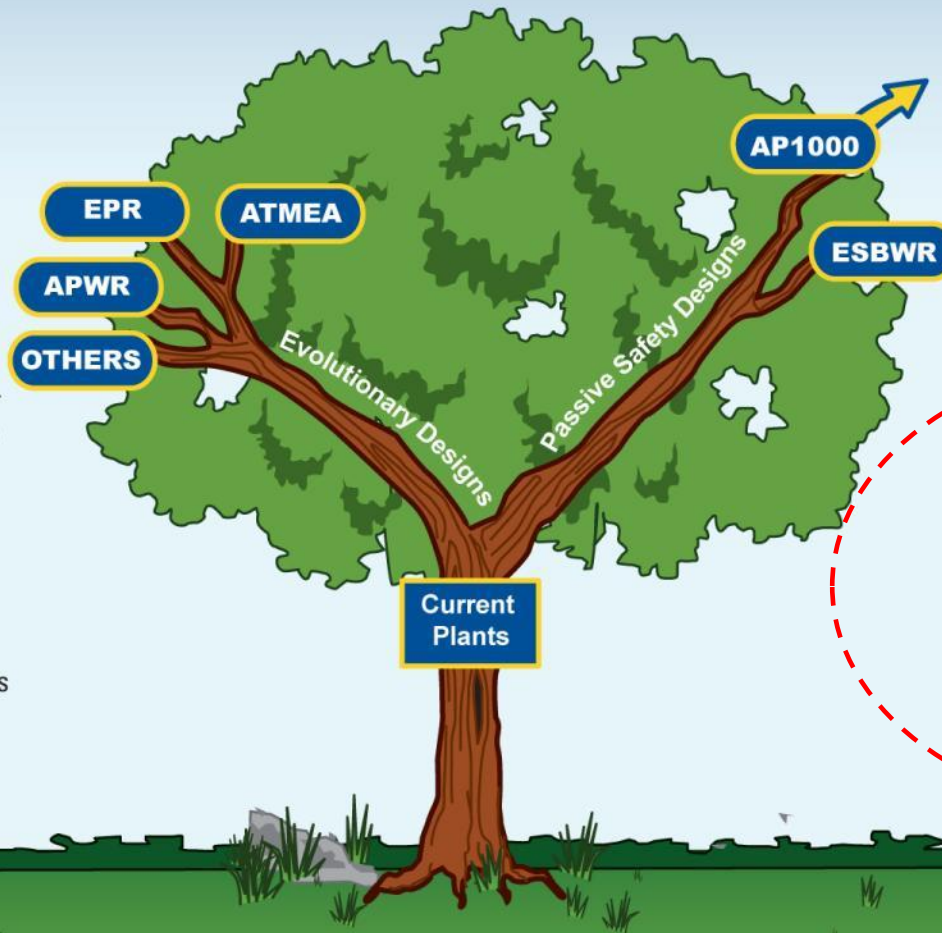 AP1000
EPR
ATMEA
ESBWR
APWR
OTHERS
Evolutionary Designs
Passive Safety Designs
Current
Plants